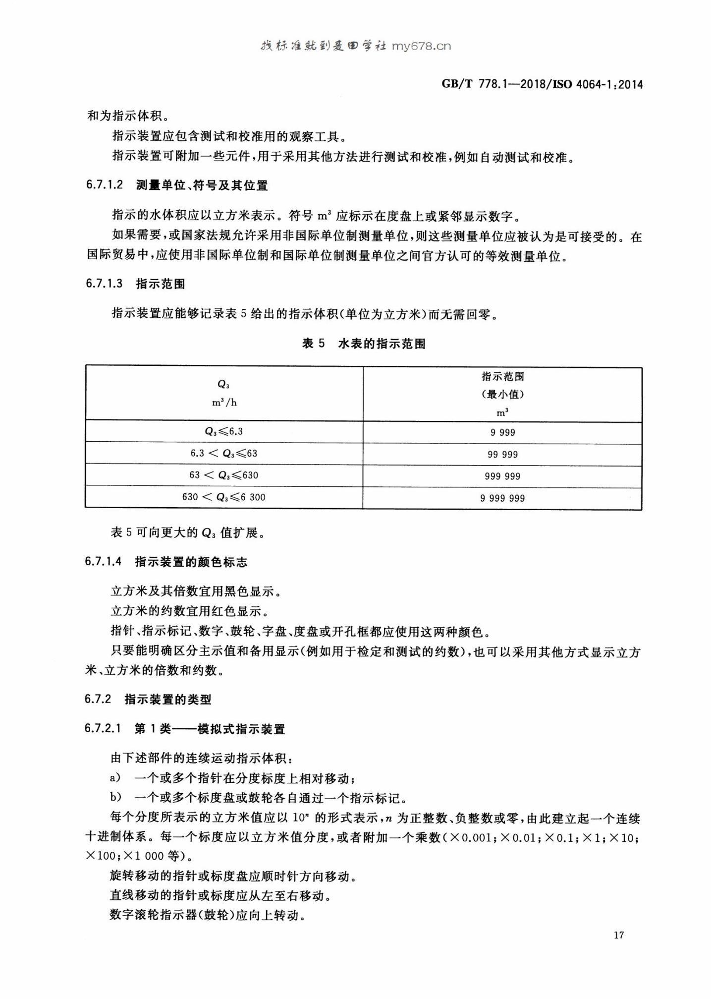 找标准就到麦田学社 my678.cn
GB/T 778.1—2018/ISO 4064-1:2014
和为指示体积。
指示装置应包含测试和校准用的观察工具。
指示装置可附加一些元件,用于采用其他方法进行测试和校准,例如自动测试和校准。
6.7.1.2 测量单位、符号及其位置
指示的水体积应以立方米表示。符号 m³ 应标示在度盘上或紧邻显示数字。
如果需要,或国家法规允许采用非国际单位制测量单位,则这些测量单位应被认为是可接受的。在
国际贸易中,应使用非国际单位制和国际单位制测量单位之间官方认可的等效测量单位。
6.7.1.3 指示范围
指示装置应能够记录表 5 给出的指示体积(单位为立方米)而无需回零。
表 5 水表的指示范围
Q₃
m³/h
指示范围
(最小值)
m³
Q₃≤6.3
9 999
6.3 < Q₃≤63
99 999
63 < Q₃≤630
999 999
630 < Q₃≤6 300
9 999 999
表 5 可向更大的 Q₃ 值扩展。
6.7.1.4 指示装置的颜色标志
立方米及其倍数宜用黑色显示。
立方米的约数宜用红色显示。
指针、指示标记、数字、鼓轮、字盘、度盘或开孔框都应使用这两种颜色。
只要能明确区分主示值和备用显示(例如用于检定和测试的约数),也可以采用其他方式显示立方
米、立方米的倍数和约数。
6.7.2 指示装置的类型
6.7.2.1 第 1 类——模拟式指示装置
由下述部件的连续运动指示体积:
a) 一个或多个指针在分度标度上相对移动;
b) 一个或多个标度盘或鼓轮各自通过一个指示标记。
每个分度所表示的立方米值应以 10ⁿ 的形式表示,n 为正整数、负整数或零,由此建立起一个连续
十进制体系。每一个标度应以立方米值分度,或者附加一个乘数(×0.001;×0.01;×0.1;×1;×10;
×100;×1 000 等)。
旋转移动的指针或标度盘应顺时针方向移动。
直线移动的指针或标度应从左至右移动。
数字滚轮指示器(鼓轮)应向上转动。
17